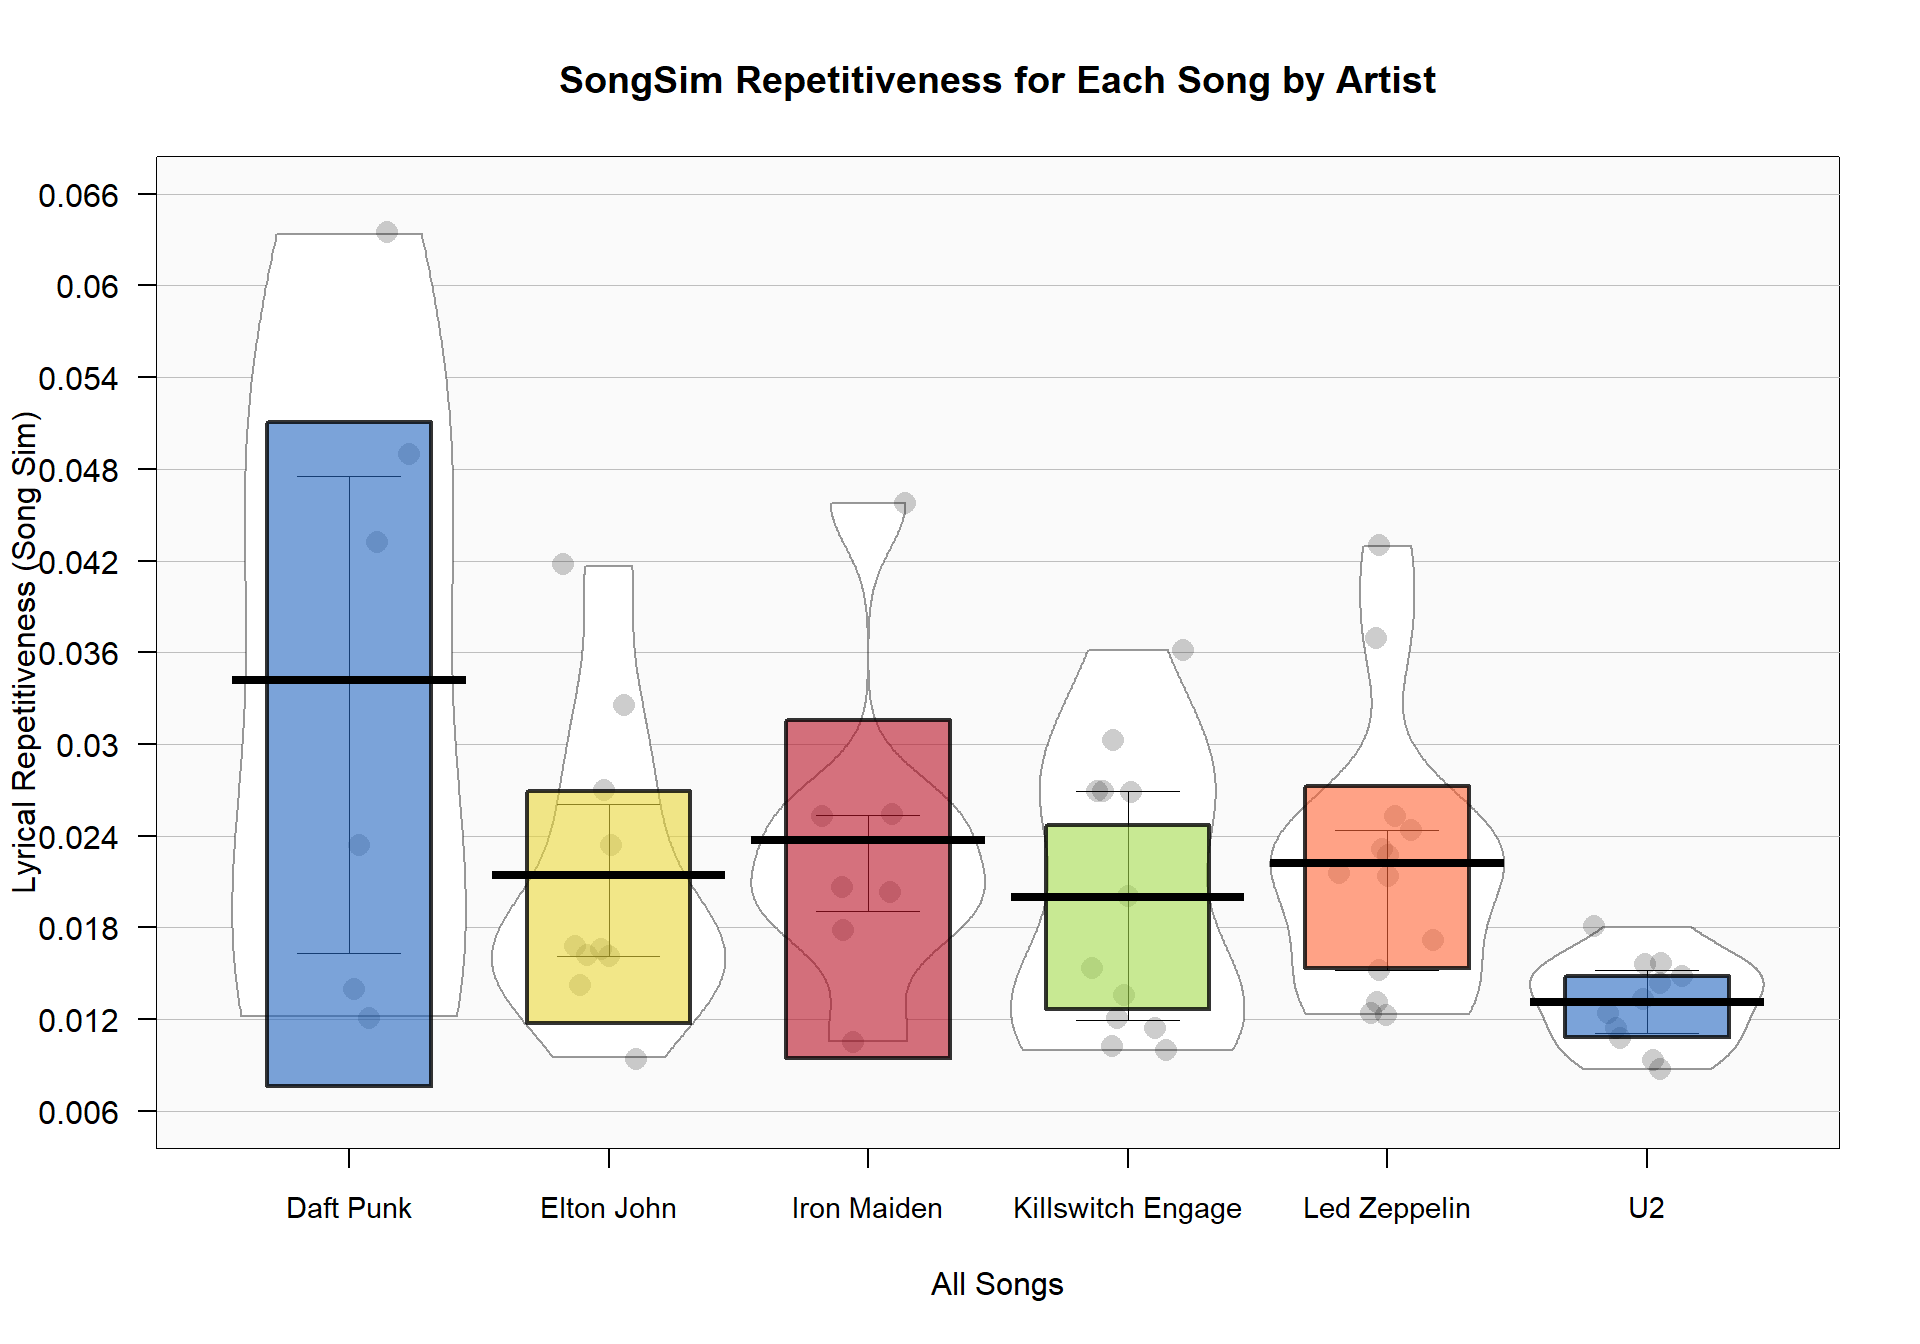 SongSim Repetitiveness for Each Song by Artist
Lyrical Repetitiveness (Song Sim)
0.066
0.06
0.054
0.048
0.042
0.036
0.03
0.024
0.018
0.012
0.006
Daft Punk
Elton John
Iron Maiden
Killswitch Engage
Led Zeppelin
U2
All Songs